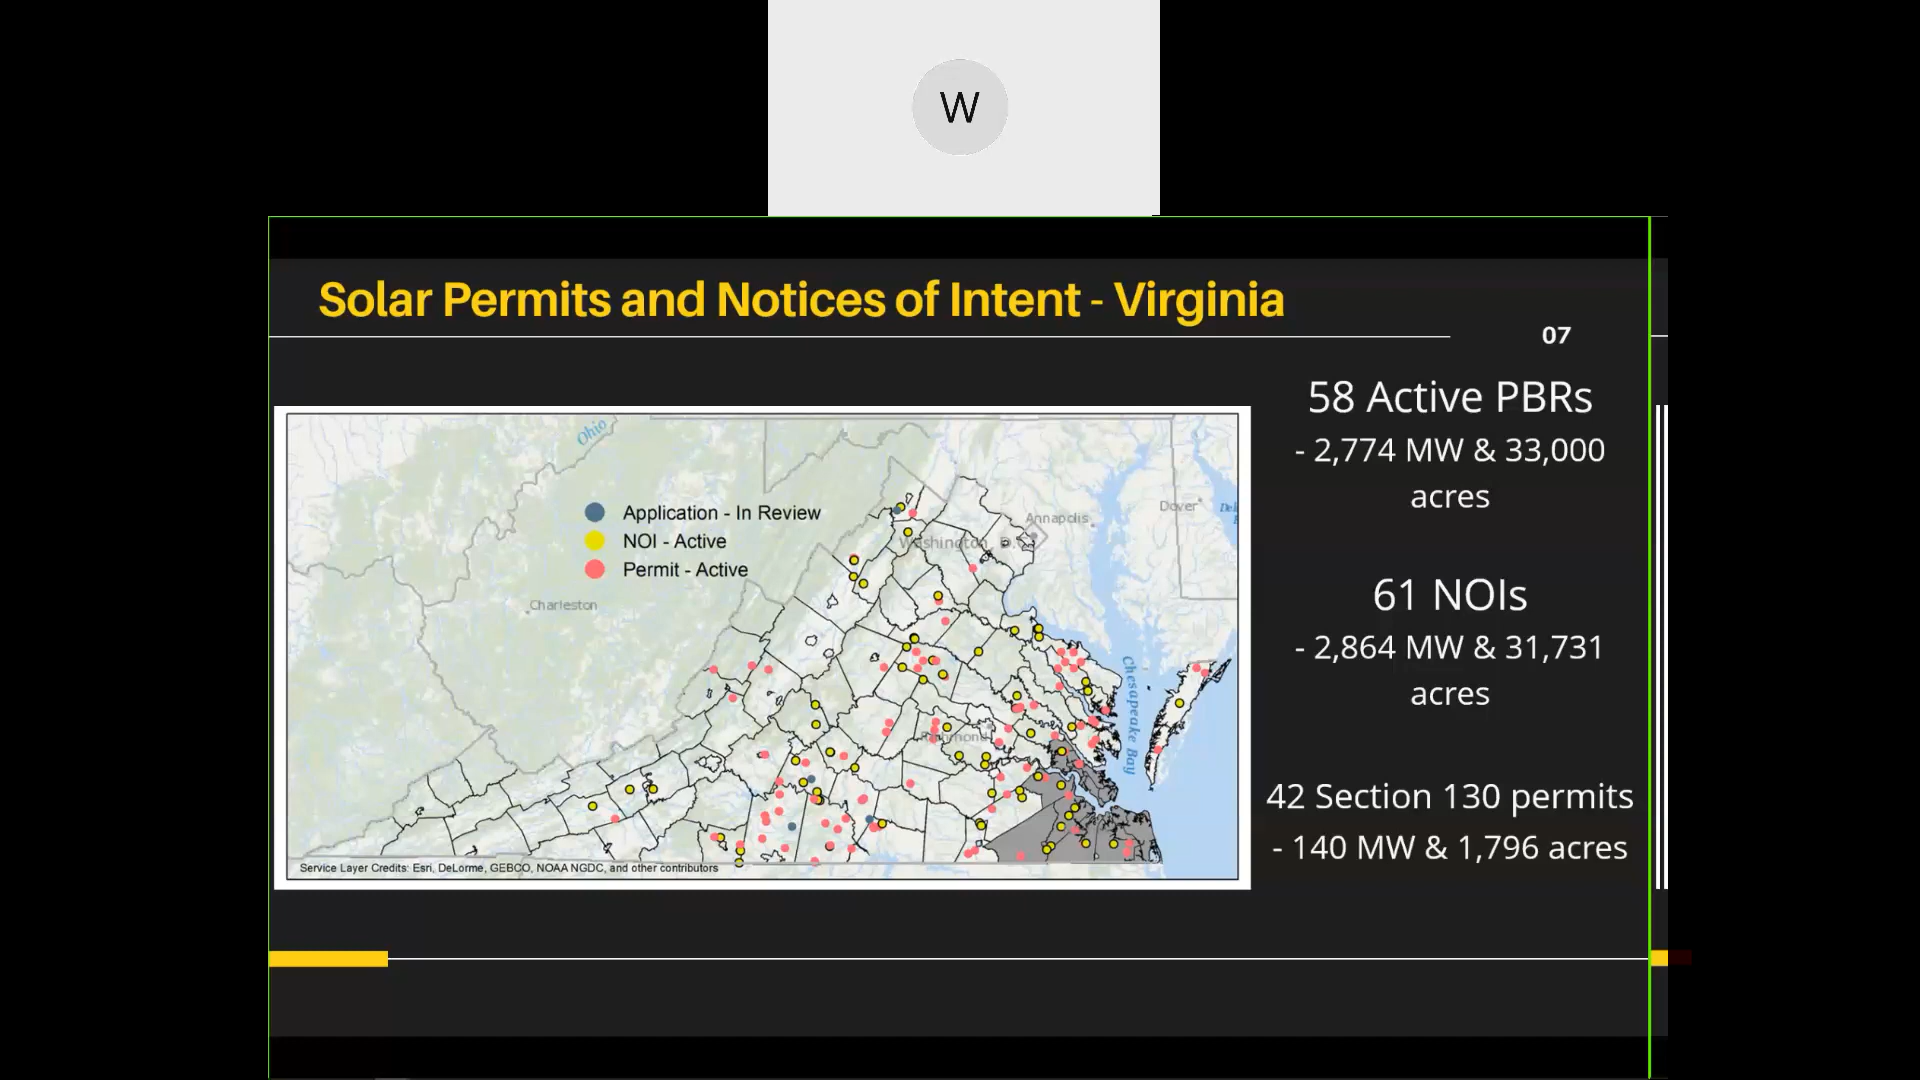 W
Solar Permits and Notices of Intent - Virginia
07
58 Active PBRs
- 2,774 MW & 33,000
acres
61 NOIs
- 2,864 MW & 31,731
acres
42 Section 130 permits
- 140 MW & 1,796 acres
Ohio
Application - In Review
NOI - Active
Permit - Active
Annapolis
Dover
Washington, D.C.
Charleston
Chesapeake Bay
Richmond
Service Layer Credits: Esri, DeLorme, GEBCO, NOAA NGDC, and other contributors